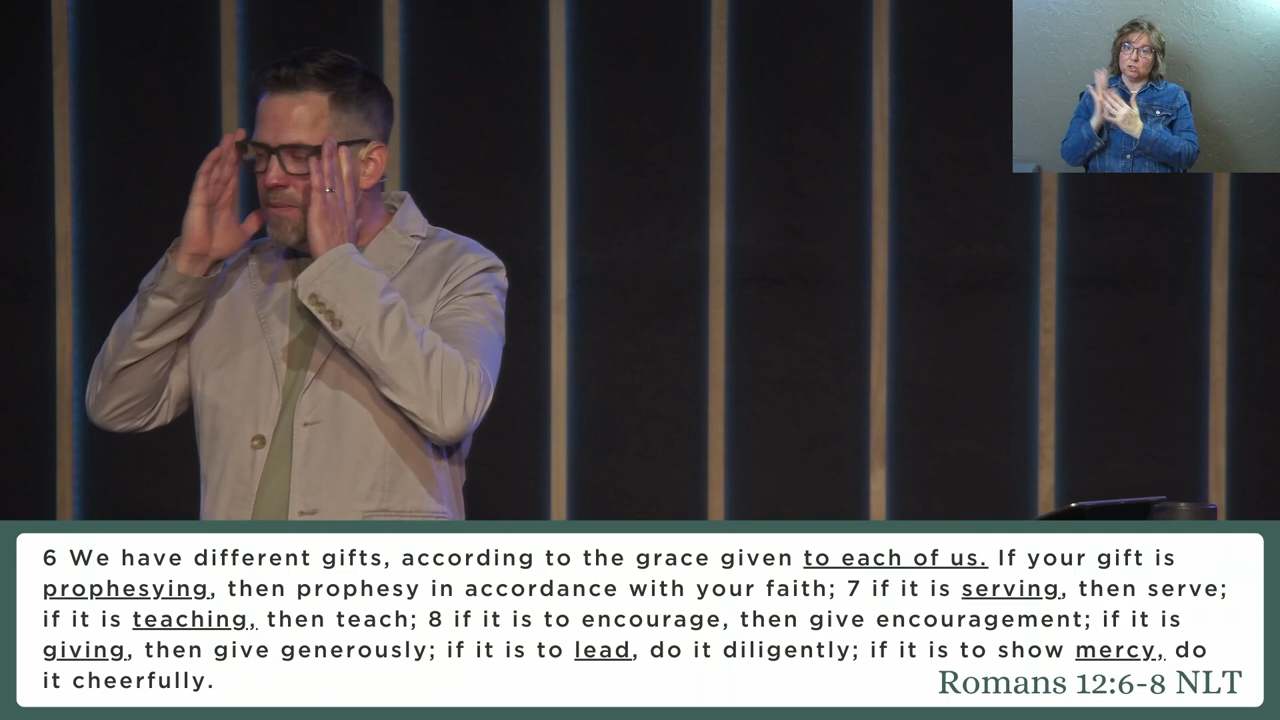 6 We have different gifts, according to the grace given to each of us. If your gift is
prophesying, then prophesy in accordance with your faith; 7 if it is serving, then serve;
if it is teaching, then teach; 8 if it is to encourage, then give encouragement; if it is
giving, then give generously; if it is to lead, do it diligently; if it is to show mercy, do
it cheerfully.
Romans 12:6-8 NLT